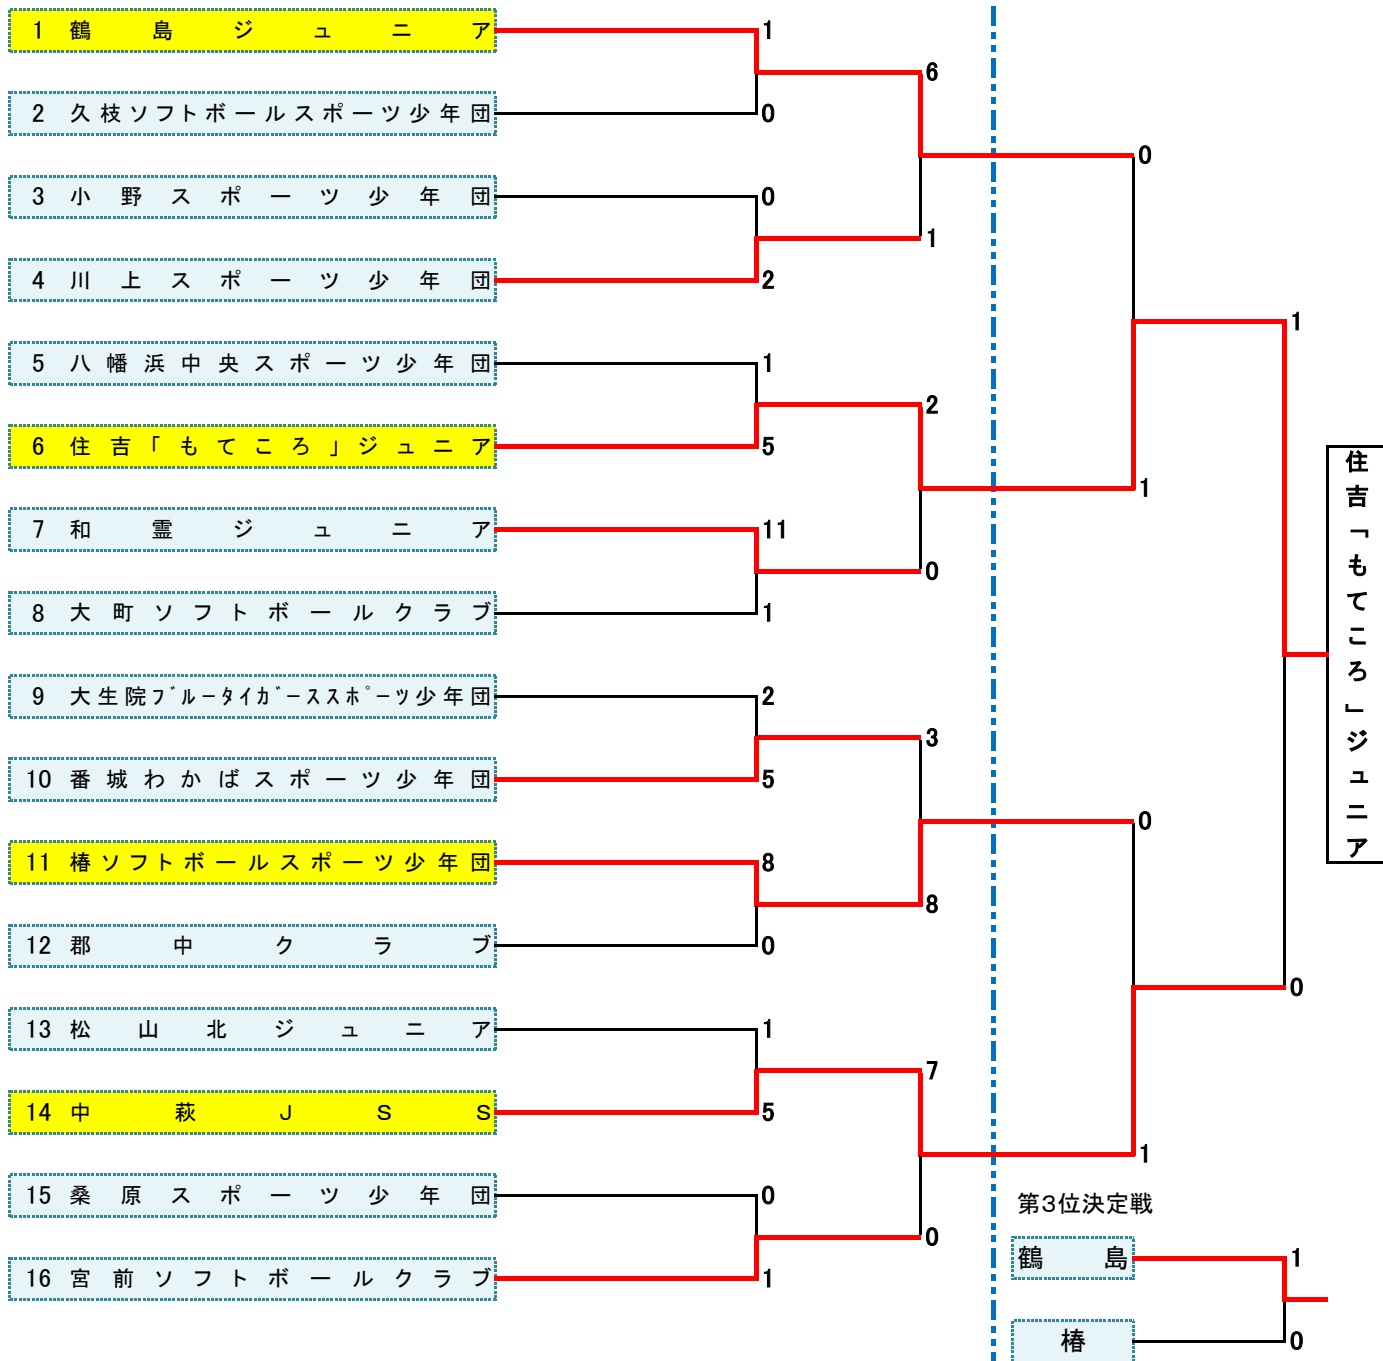 1 鶴島ジュニア
1
6
2 久枝ソフトボールスポーツ少年団
0
0
3 小野スポーツ少年団
0
1
4 川上スポーツ少年団
2
1
5 八幡浜中央スポーツ少年団
1
2
6 住吉「もてころ」ジュニア
5
1
7 和霊ジュニア
11
0
8 大町ソフトボールクラブ
1
住吉「もてころ」ジュニア
9 大生院ﾌﾞﾙｰﾀｲｶﾞｰｽｽﾎﾟｰﾂ少年団
2
3
10 番城わかばスポーツ少年団
5
0
11 椿ソフトボールスポーツ少年団
8
8
12 郡中クラブ
0
0
13 松山北ジュニア
1
7
14 中萩JSS
5
1
15 桑原スポーツ少年団
0
第3位決定戦
0
16 宮前ソフトボールクラブ
1
鶴島
1
椿
0